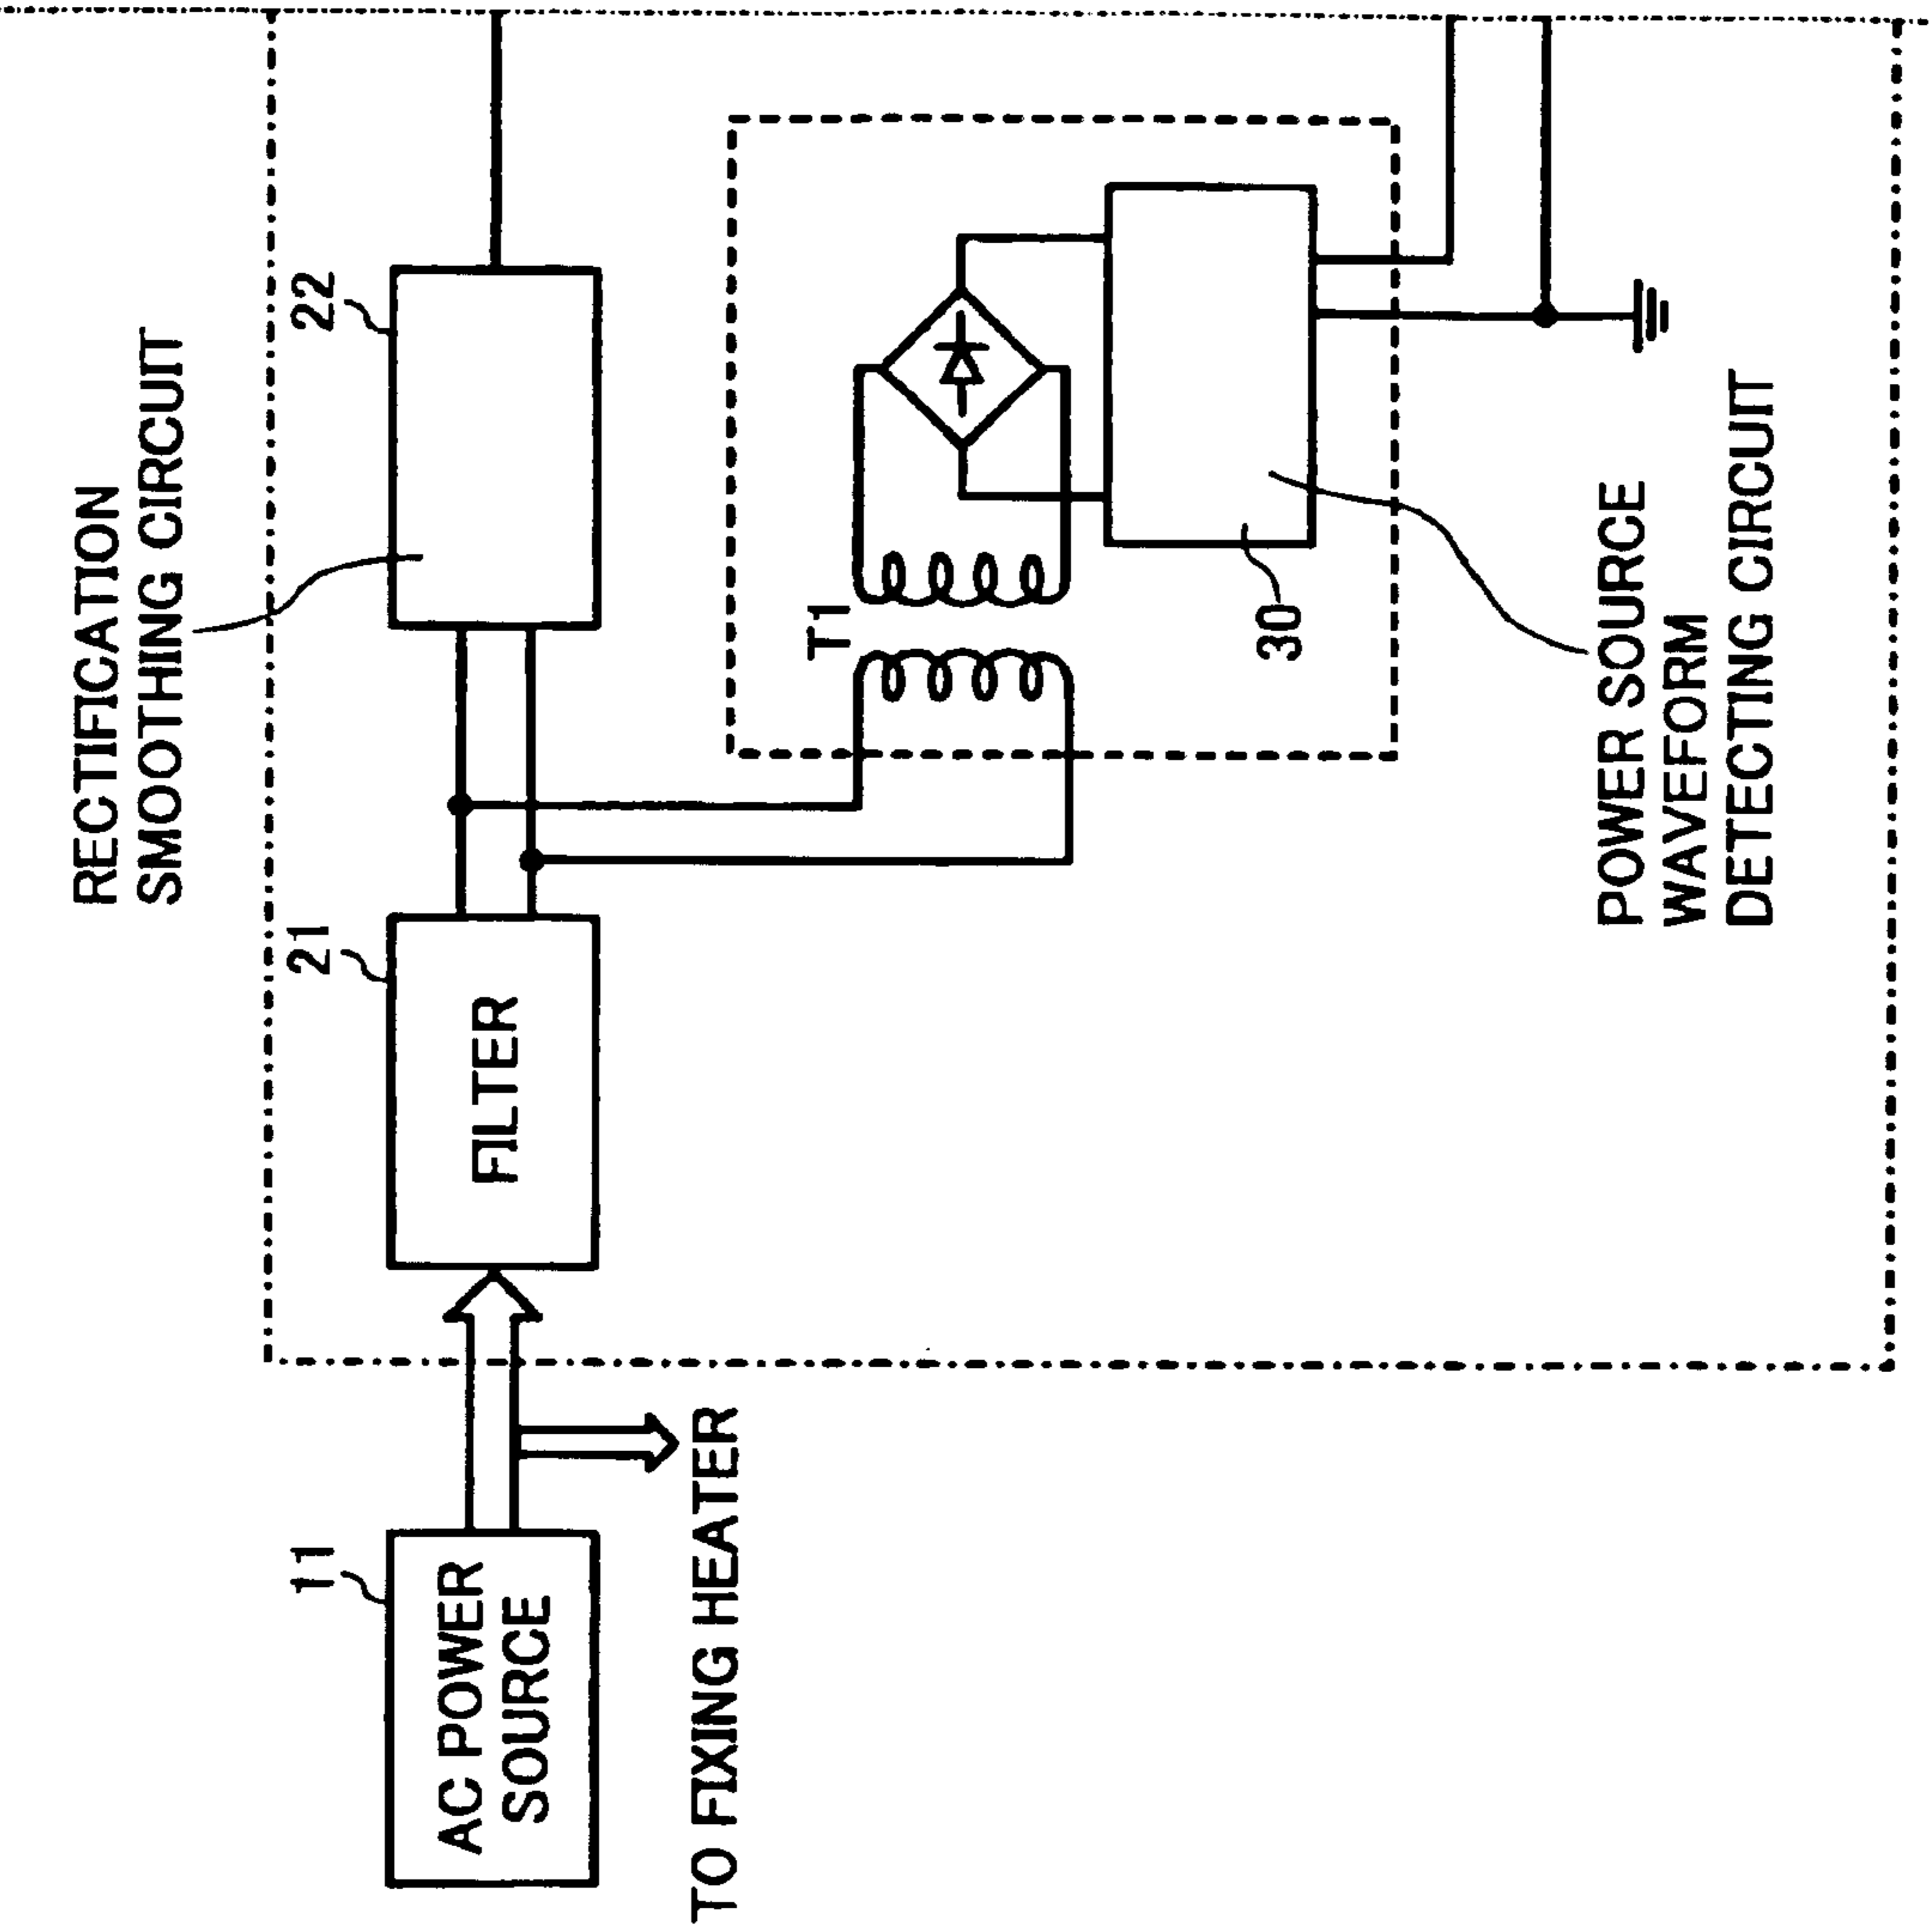 RECTIFICATION
SMOOTHING CIRCUIT
11
21
22
AC POWER
SOURCE
FILTER
TO FIXING HEATER
T1
30
POWER SOURCE
WAVEFORM
DETECTING CIRCUIT